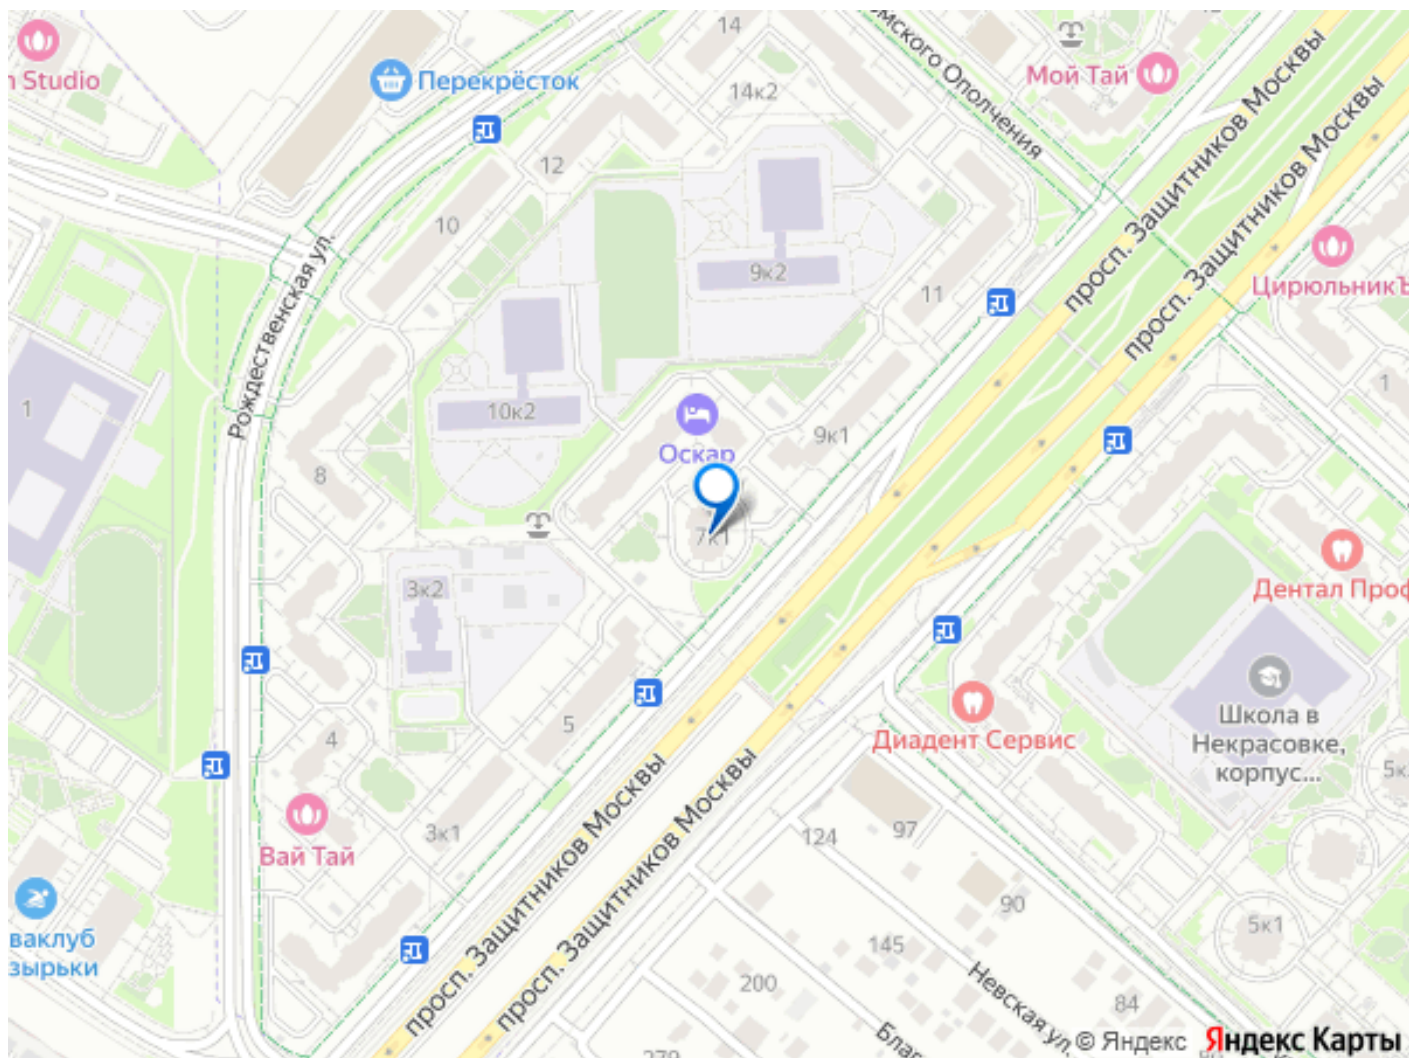 14
n Studio
Перекрёсток
Мой Тай
14к2
мского Ополчения
12
просп. Защитников Москвы
просп. Защитников Москвы
10
Рождественская ул.
9к2
11
ЦирюльникЪ
1
10к2
1
9к1
Оскар
8
7к1
3к2
Дентал Проф
5
4
Диадент Сервис
Школа в
Некрасовке,
корпус...
5к
3к1
Вай Тай
124
97
просп. Защитников Москвы
просп. Защитников Москвы
90
5к1
ваклуб
зырьки
145
200
Невская ул.
84
Благ
© Яндекс Яндекс Карты